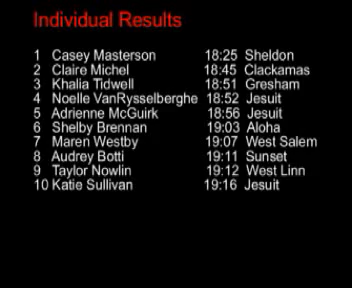 Individual Results
1 Casey Masterson 18:25 Sheldon
2 Claire Michel 18:45 Clackamas
3 Khalia Tidwell 18:51 Gresham
4 Noelle VanRysselberghe 18:52 Jesuit
5 Adrienne McGuirk 18:56 Jesuit
6 Shelby Brennan 19:03 Aloha
7 Maren Westby 19:07 West Salem
8 Audrey Botti 19:11 Sunset
9 Taylor Nowlin 19:12 West Linn
10 Katie Sullivan 19:16 Jesuit